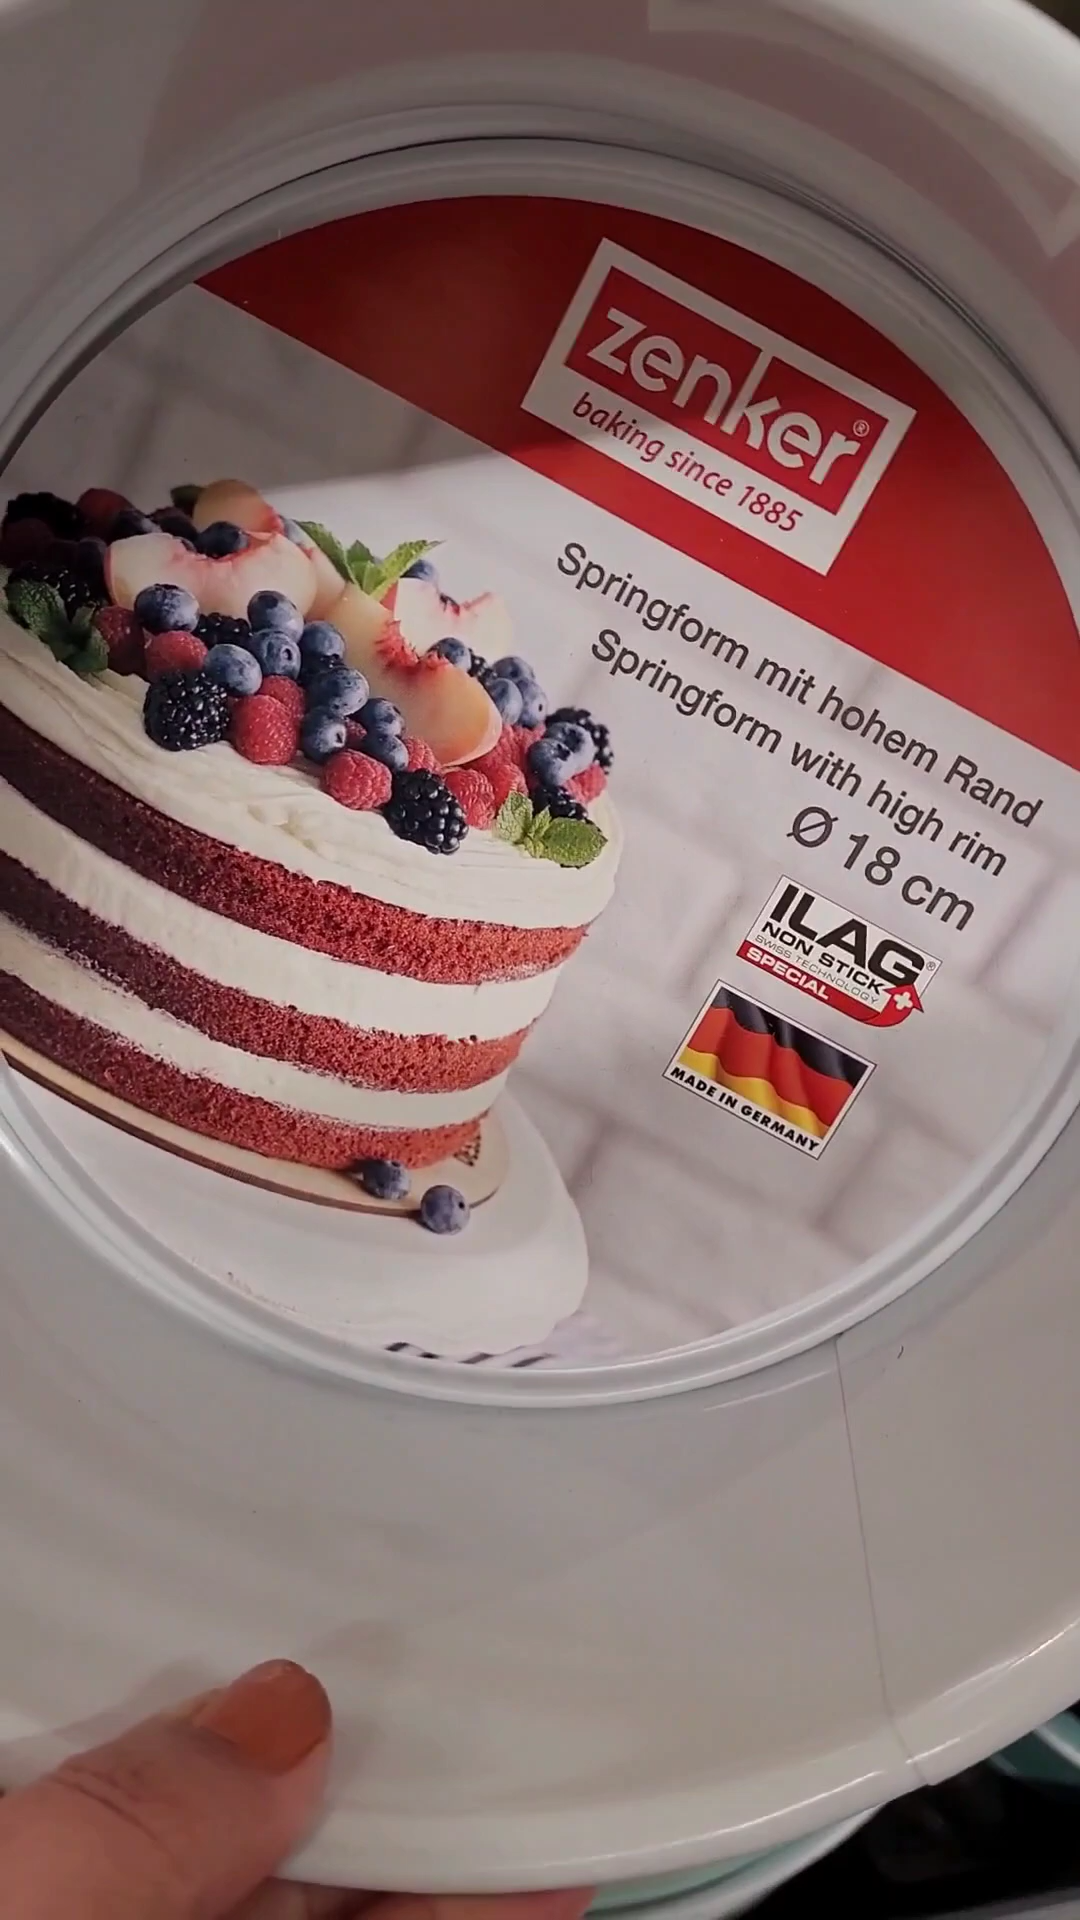 zenker®
baking since 1885
Springform mit hohem Rand
Springform with high rim
Ø 18 cm
ILAG®
NON STICK
SWISS TECHNOLOGY
SPECIAL
MADE IN GERMANY